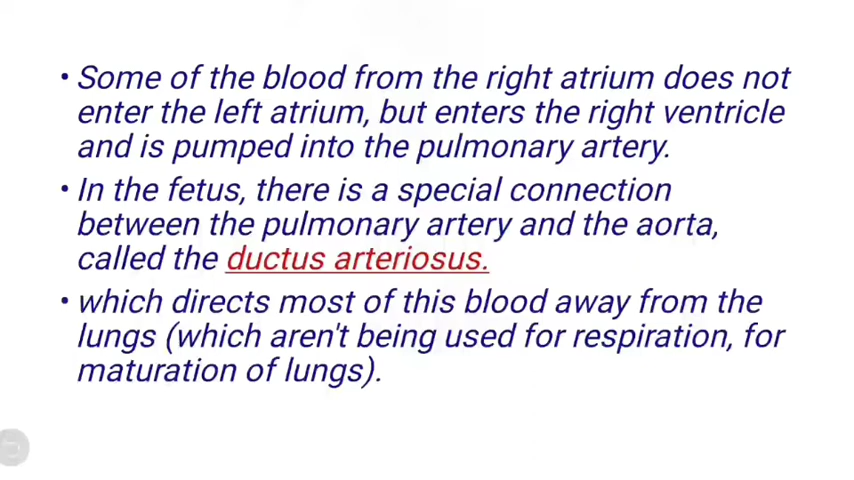 • Some of the blood from the right atrium does not
enter the left atrium, but enters the right ventricle
and is pumped into the pulmonary artery.
• In the fetus, there is a special connection
between the pulmonary artery and the aorta,
called the ductus arteriosus.
• which directs most of this blood away from the
lungs (which aren't being used for respiration, for
maturation of lungs).